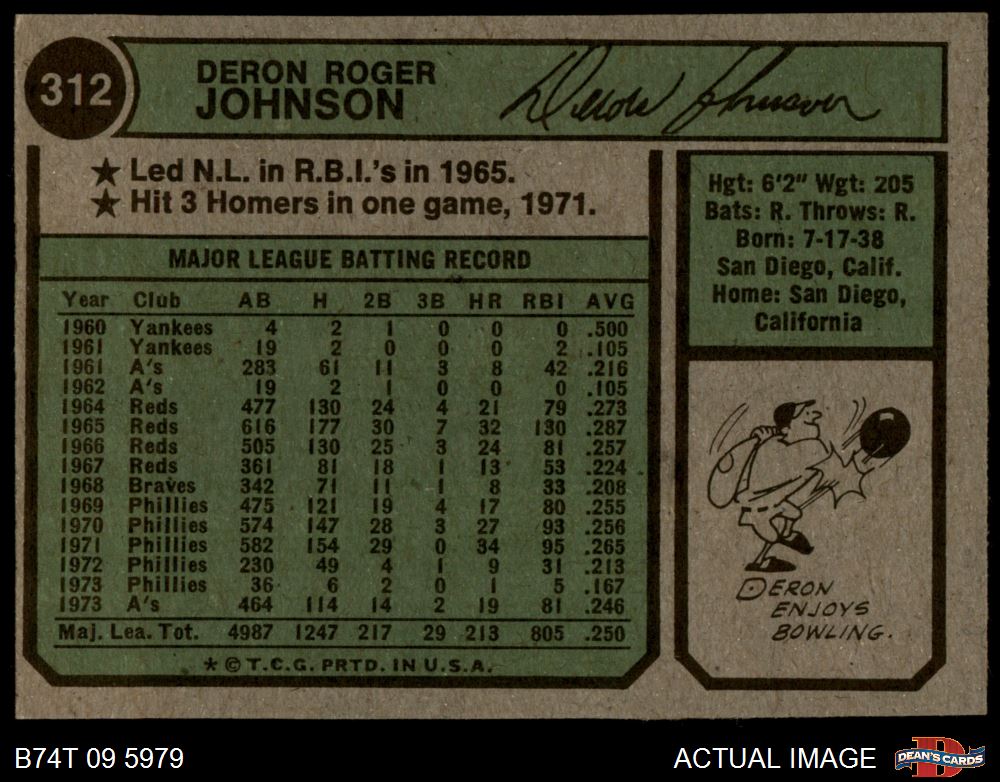 312
DERON ROGER
JOHNSON
Deron Johnson
★ Led N.L. in R.B.I.'s in 1965.
★ Hit 3 Homers in one game, 1971.
MAJOR LEAGUE BATTING RECORD
Year Club AB H 2B 3B HR RBI AVG
1960 Yankees 4 2 1 0 0 0 .500
1961 Yankees 19 2 0 0 0 2 .105
1961 A's 283 61 11 3 8 42 .216
1962 A's 19 2 1 0 0 0 .105
1964 Reds 477 130 24 4 21 79 .273
1965 Reds 616 177 30 7 32 130 .287
1966 Reds 505 130 25 3 24 81 .257
1967 Reds 361 81 18 1 13 53 .224
1968 Braves 342 71 11 1 8 33 .208
1969 Phillies 475 121 19 4 17 80 .255
1970 Phillies 574 147 28 3 27 93 .256
1971 Phillies 582 154 29 0 34 95 .265
1972 Phillies 230 49 4 1 9 31 .213
1973 Phillies 36 6 2 0 1 5 .167
1973 A's 464 114 14 2 19 81 .246
Maj. Lea. Tot. 4987 1247 217 29 213 805 .250
★ © T.C.G. PRTD. IN U.S.A.
Hgt: 6'2" Wgt: 205
Bats: R. Throws: R.
Born: 7-17-38
San Diego, Calif.
Home: San Diego,
California
DERON
ENJOYS
BOWLING.
B74T 09 5979
ACTUAL IMAGE
DEAN'S CARDS